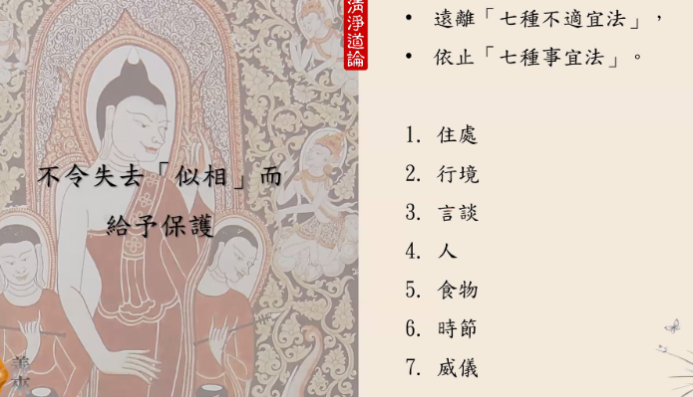 清淨道論
不令失去「似相」而
給予保護
• 遠離「七種不適宜法」，
• 依止「七種事宜法」。
1. 住處
2. 行境
3. 言談
4. 人
5. 食物
6. 時節
7. 威儀